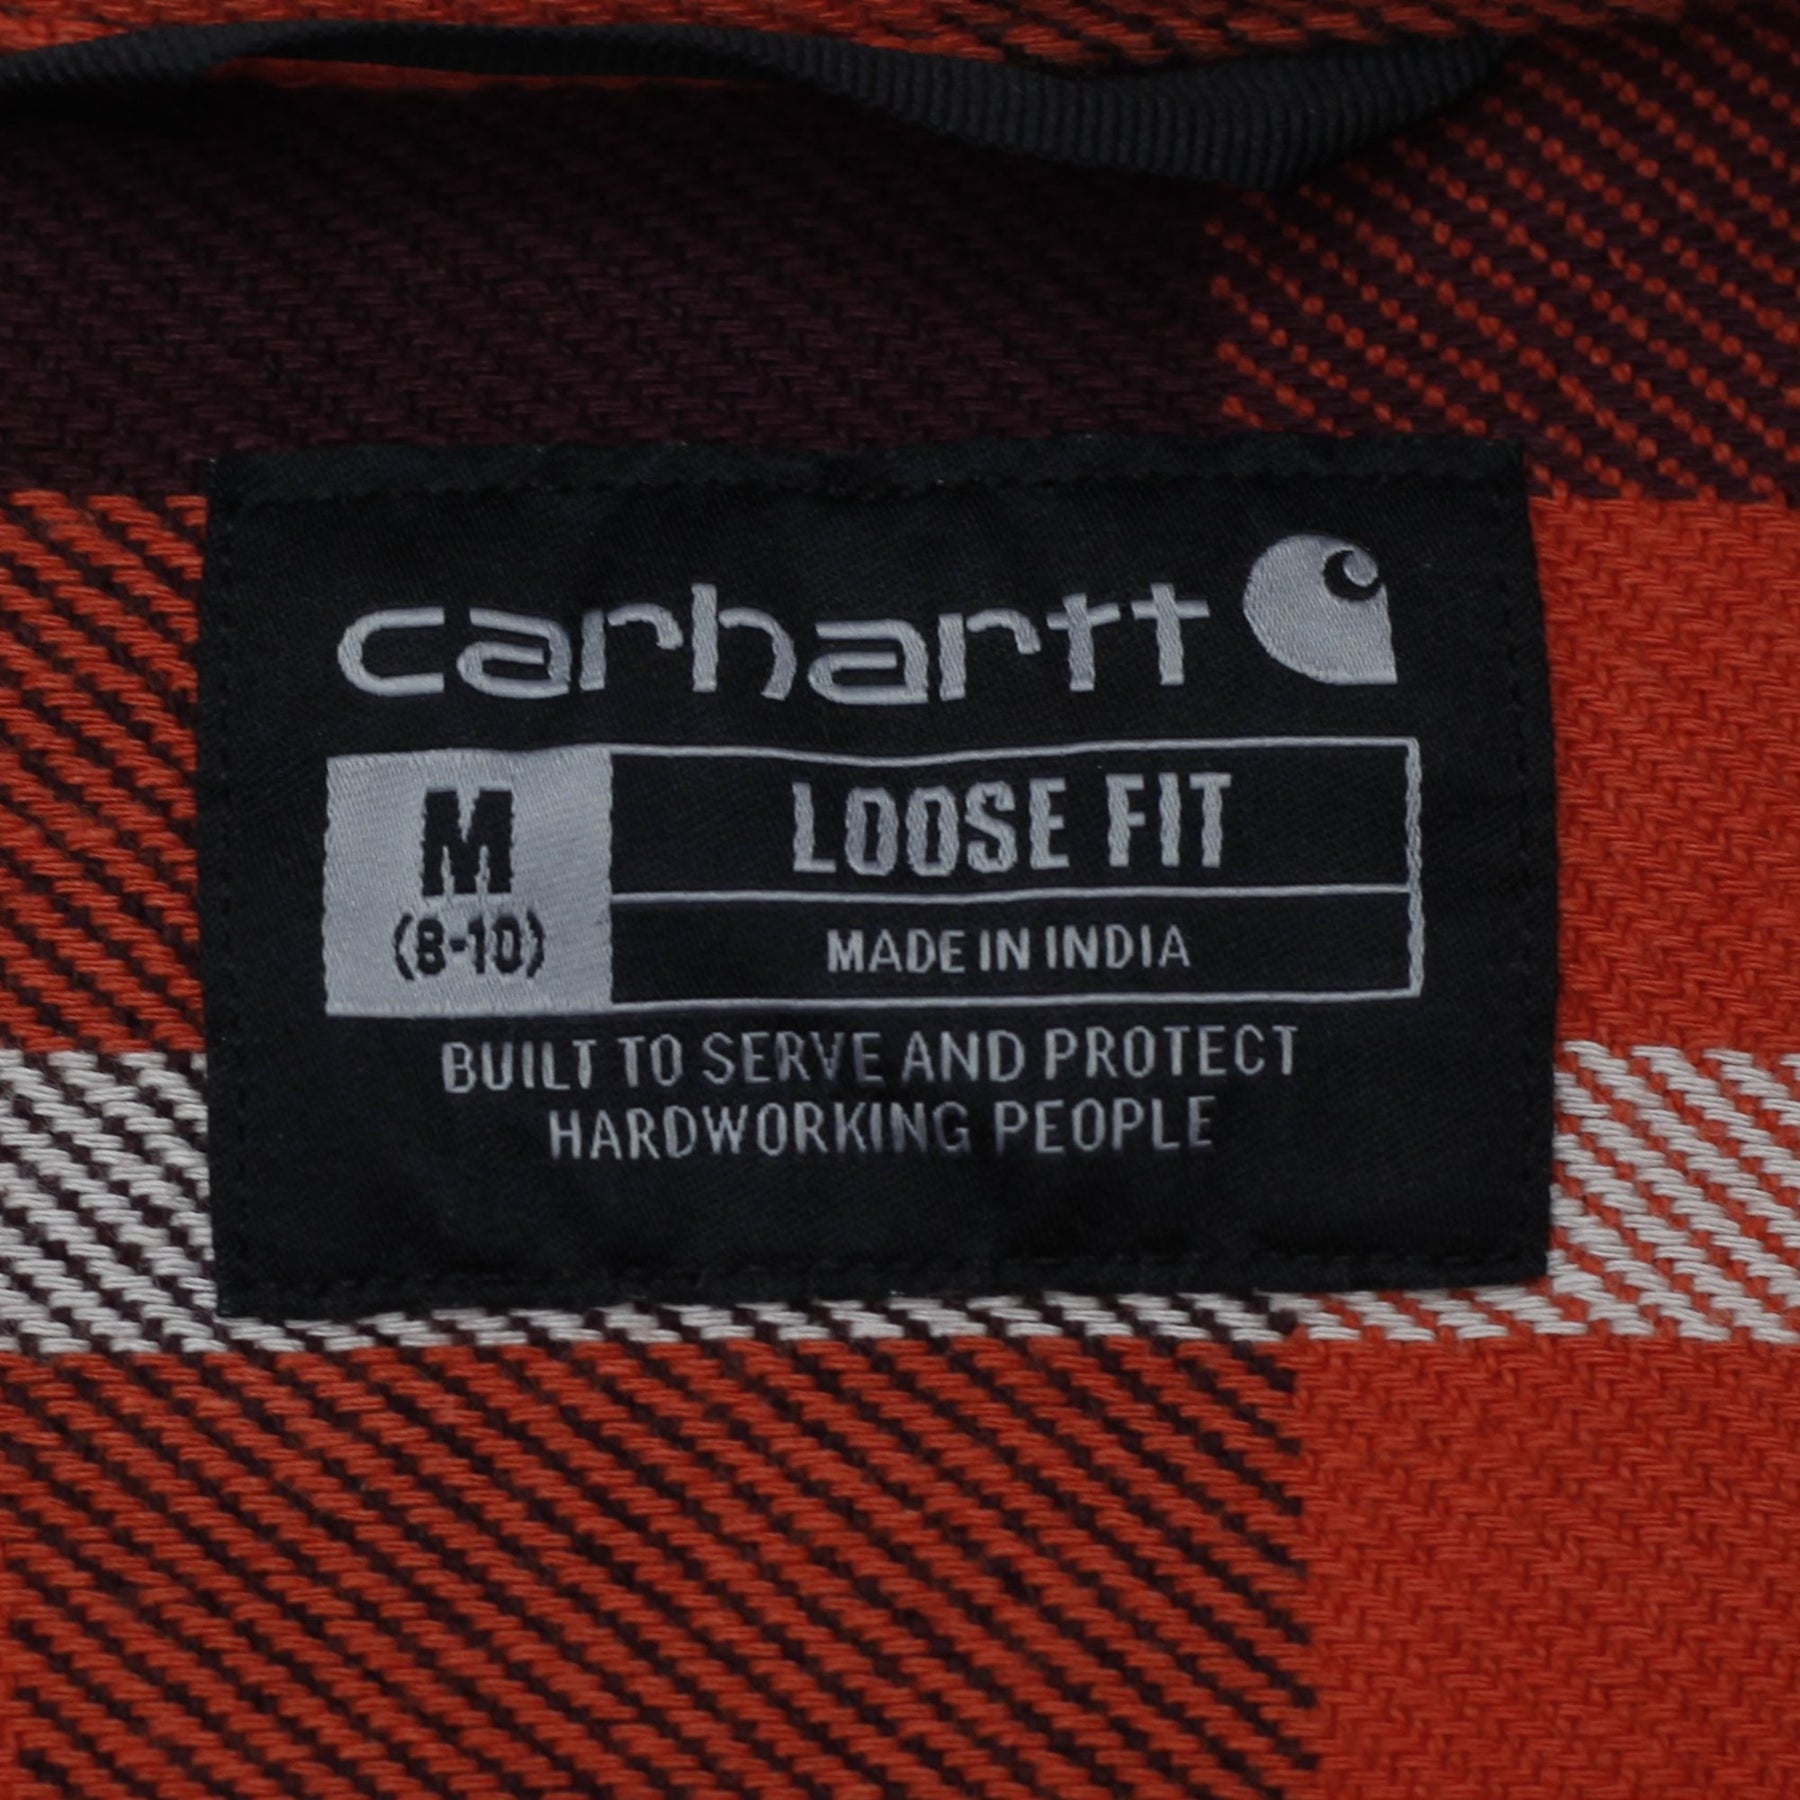 carhartt
M
(8-10)
LOOSE FIT
MADE IN INDIA
BUILT TO SERVE AND PROTECT
HARDWORKING PEOPLE